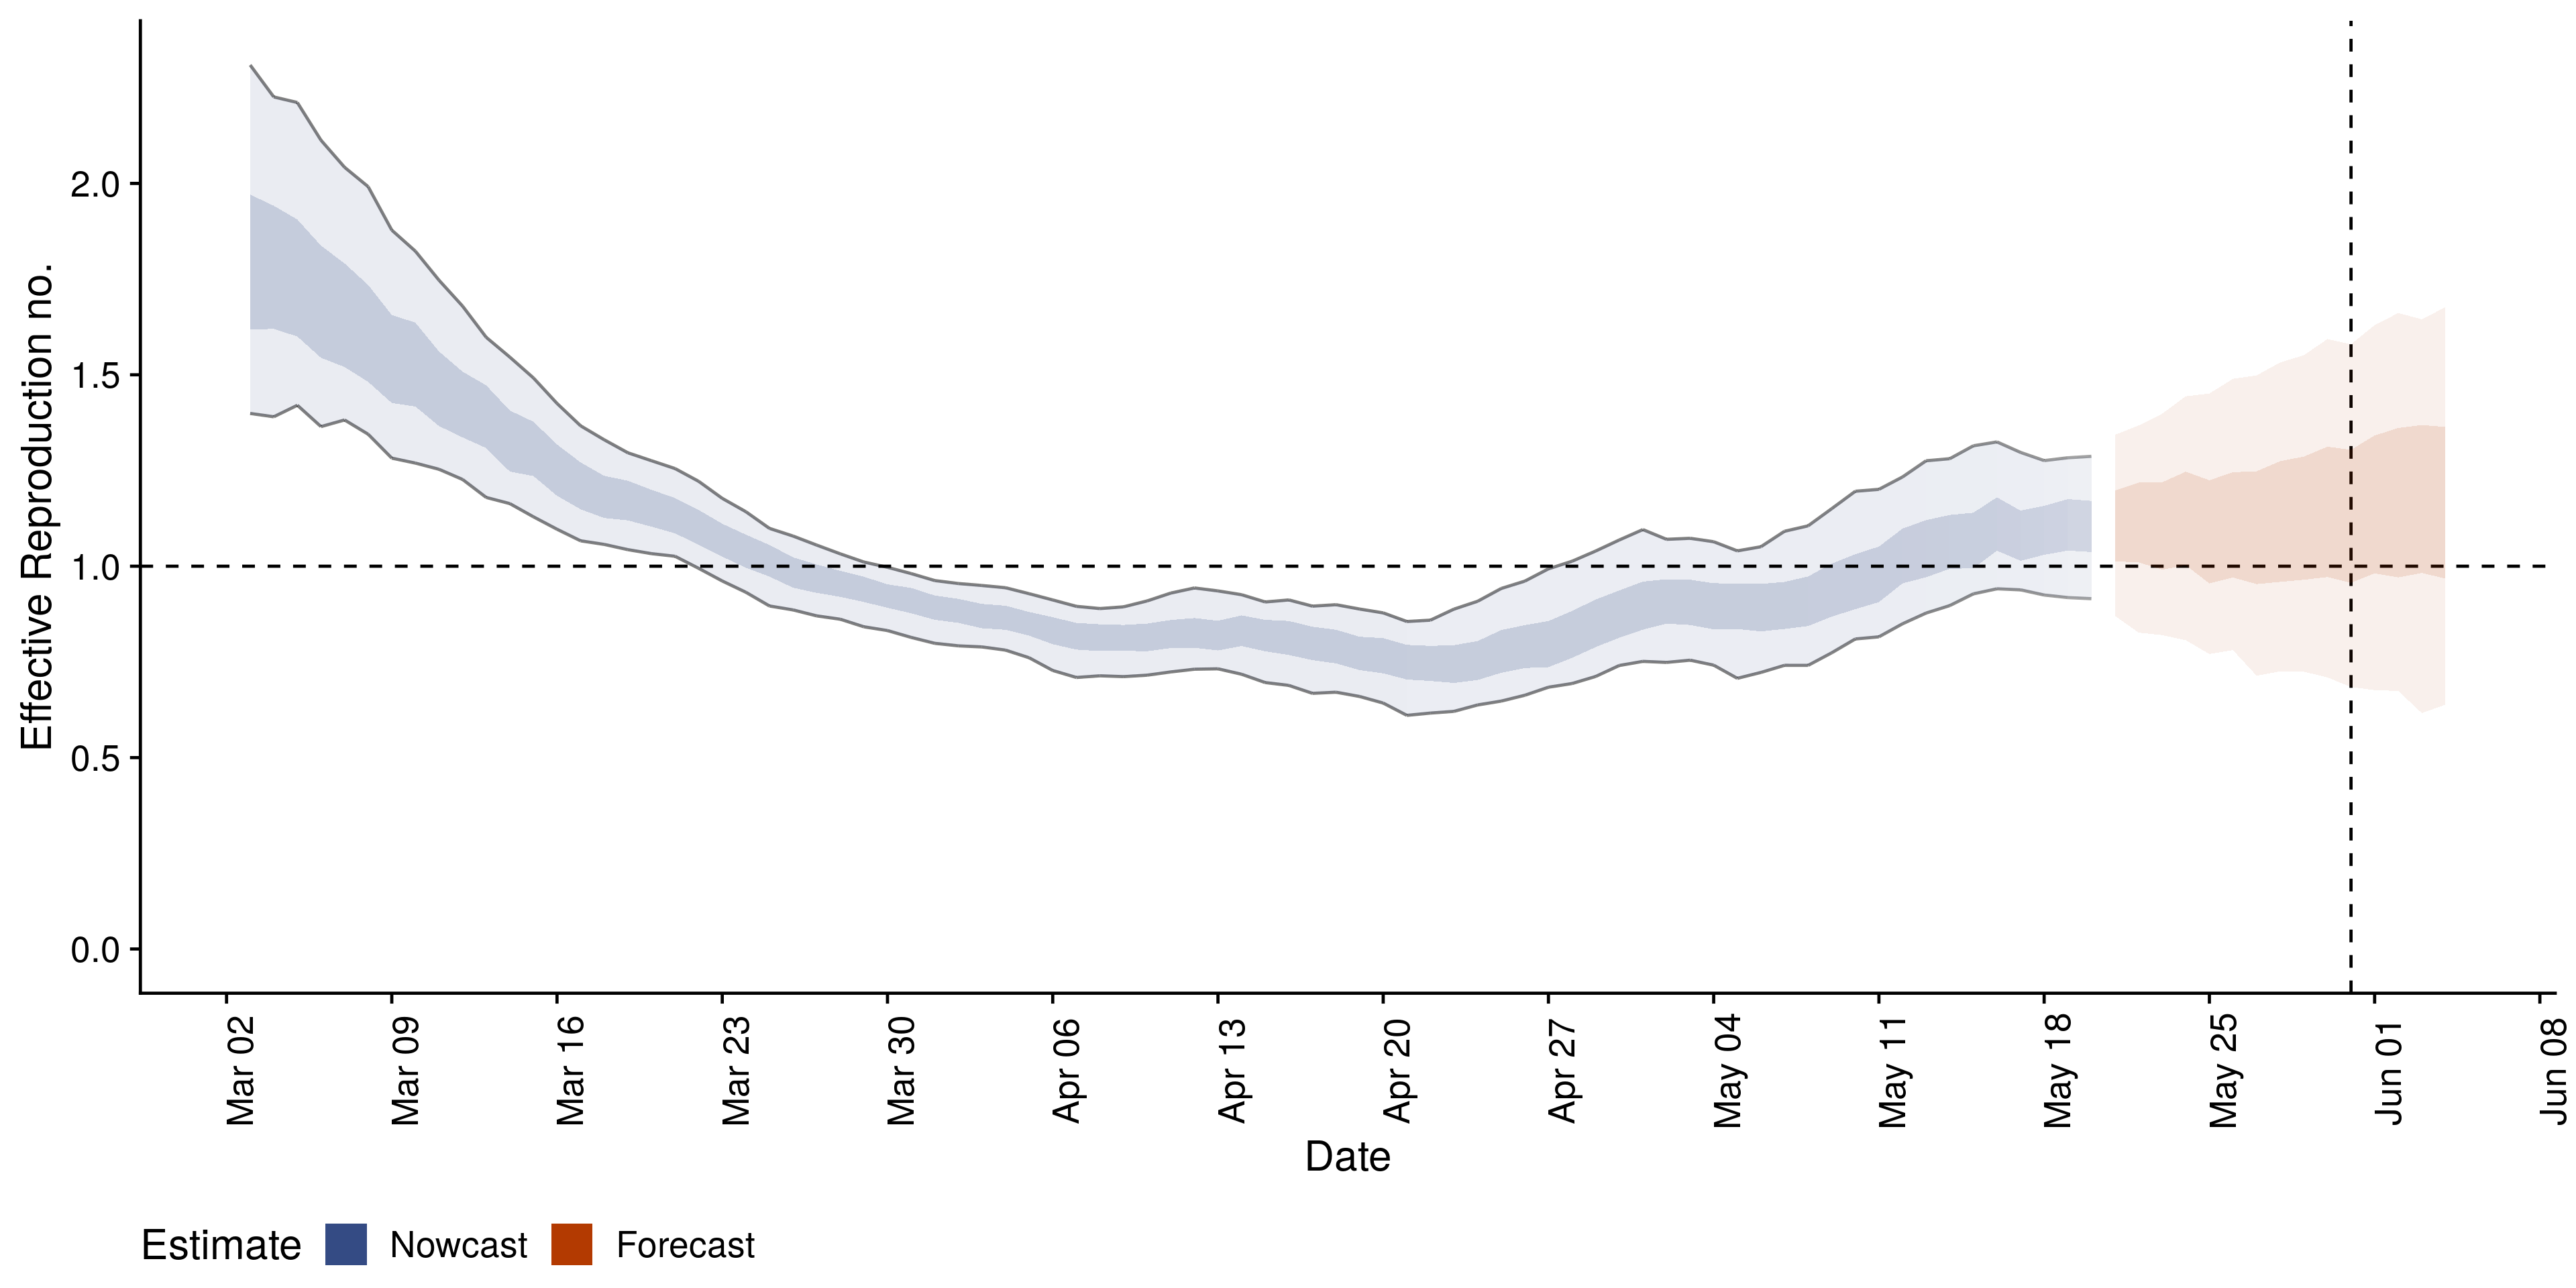 Effective Reproduction no.
2.0
1.5
1.0
0.5
0.0
Mar 02
Mar 09
Mar 16
Mar 23
Mar 30
Apr 06
Apr 13
Apr 20
Apr 27
May 04
May 11
May 18
May 25
Jun 01
Jun 08
Date
Estimate Nowcast Forecast